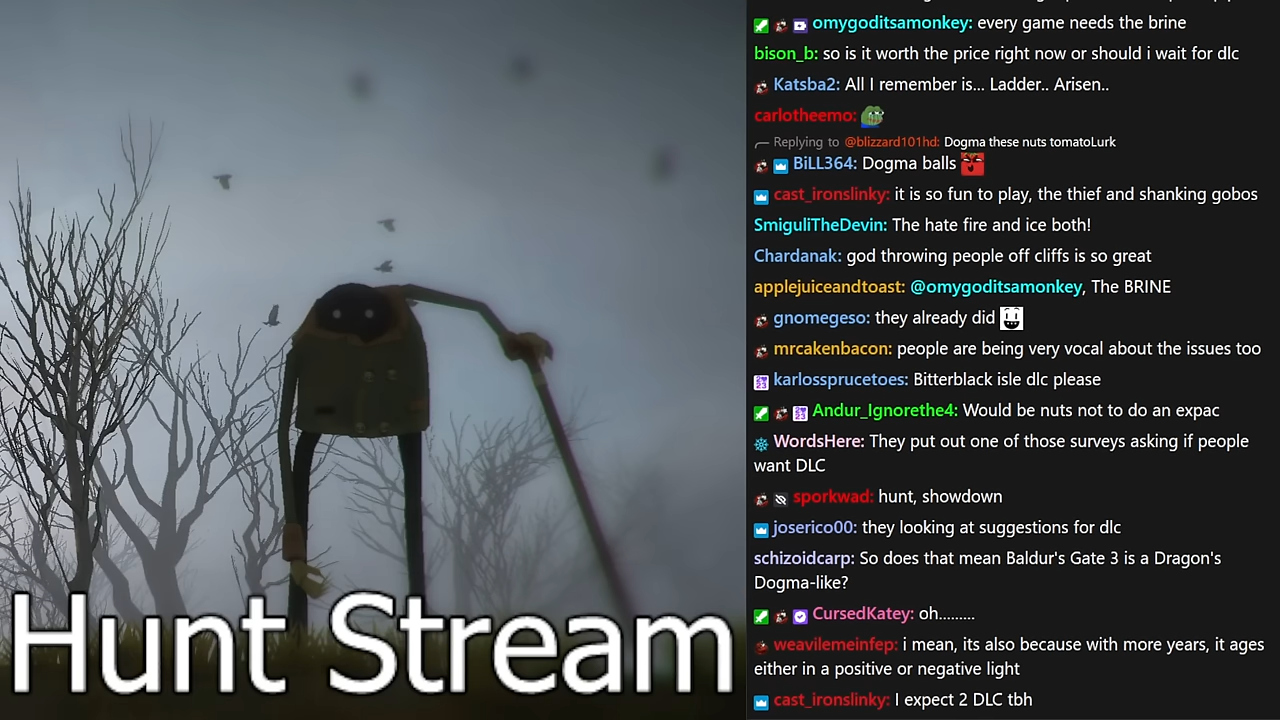 omygoditsamonkey: every game needs the brine
bison_b: so is it worth the price right now or should i wait for dlc
Katsba2: All I remember is... Ladder.. Arisen..
carlotheemo:
Replying to @blizzard101hd: Dogma these nuts tomatoLurk
BiLL364: Dogma balls
cast_ironslinky: it is so fun to play, the thief and shanking gobos
SmiguliTheDevin: The hate fire and ice both!
Chardanak: god throwing people off cliffs is so great
applejuiceandtoast: @omygoditsamonkey, The BRINE
gnomegeso: they already did
mrcakenbacon: people are being very vocal about the issues too
karlossprucetoes: Bitterblack isle dlc please
Andur_Ignorethe4: Would be nuts not to do an expac
WordsHere: They put out one of those surveys asking if people
want DLC
sporkwad: hunt, showdown
joserico00: they looking at suggestions for dlc
schizoidcarp: So does that mean Baldur's Gate 3 is a Dragon's
Dogma-like?
CursedKatey: oh.........
weavilemeinfep: i mean, its also because with more years, it ages
either in a positive or negative light
cast_ironslinky: I expect 2 DLC tbh
Hunt Stream